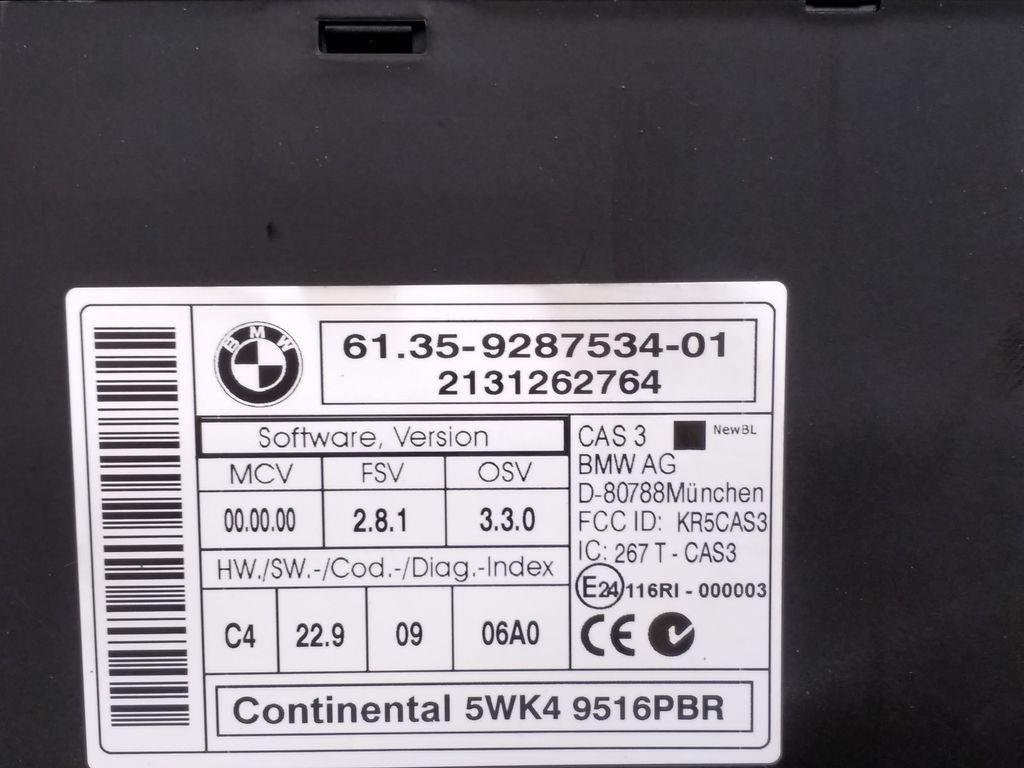 BMW
61.35-9287534-01
2131262764
Software, Version
MCV FSV OSV
00.00.00 2.8.1 3.3.0
HW./SW.-/Cod.-/Diag.-Index
C4 22.9 09 06A0
CAS 3 NewBL
BMW AG
D-80788München
FCC ID: KR5CAS3
IC: 267 T - CAS3
E24 116RI - 000003
CE
Continental 5WK4 9516PBR